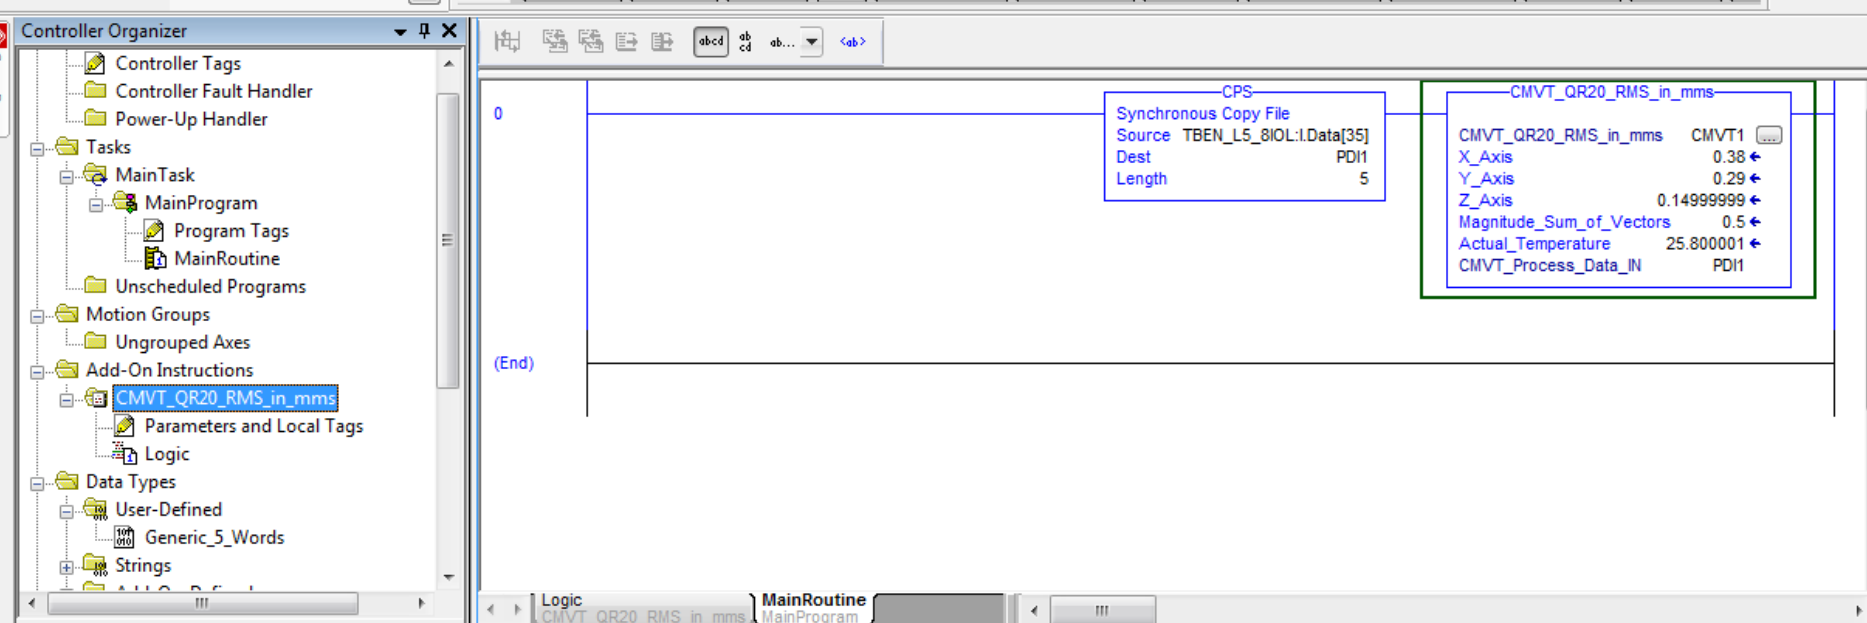 Controller Organizer
Controller Tags
Controller Fault Handler
Power-Up Handler
Tasks
MainTask
MainProgram
Program Tags
MainRoutine
Unscheduled Programs
Motion Groups
Ungrouped Axes
Add-On Instructions
CMVT_QR20_RMS_in_mms
Parameters and Local Tags
Logic
Data Types
User-Defined
Generic_5_Words
Strings
abcd
ab
cd
ab...
<ab>
0
CPS
Synchronous Copy File
Source TBEN_L5_8IOL:I.Data[35]
Dest PDI1
Length 5
CMVT_QR20_RMS_in_mms
CMVT_QR20_RMS_in_mms CMVT1 ...
X_Axis 0.38
Y_Axis 0.29
Z_Axis 0.14999999
Magnitude_Sum_of_Vectors 0.5
Actual_Temperature 25.800001
CMVT_Process_Data_IN PDI1
(End)
Logic
CMVT_QR20_RMS_in_mms
MainRoutine
MainProgram